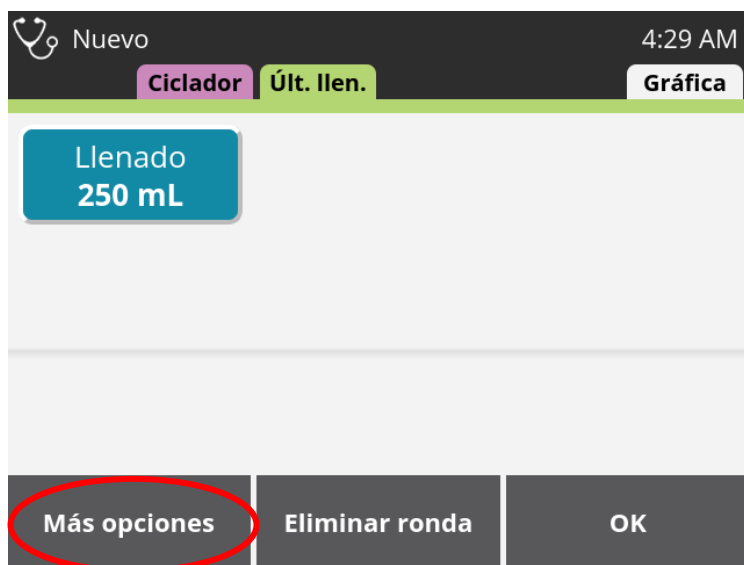 Nuevo 4:29 AM
Ciclador Últ. llen. Gráfica
Llenado
250 mL
Más opciones Eliminar ronda OK